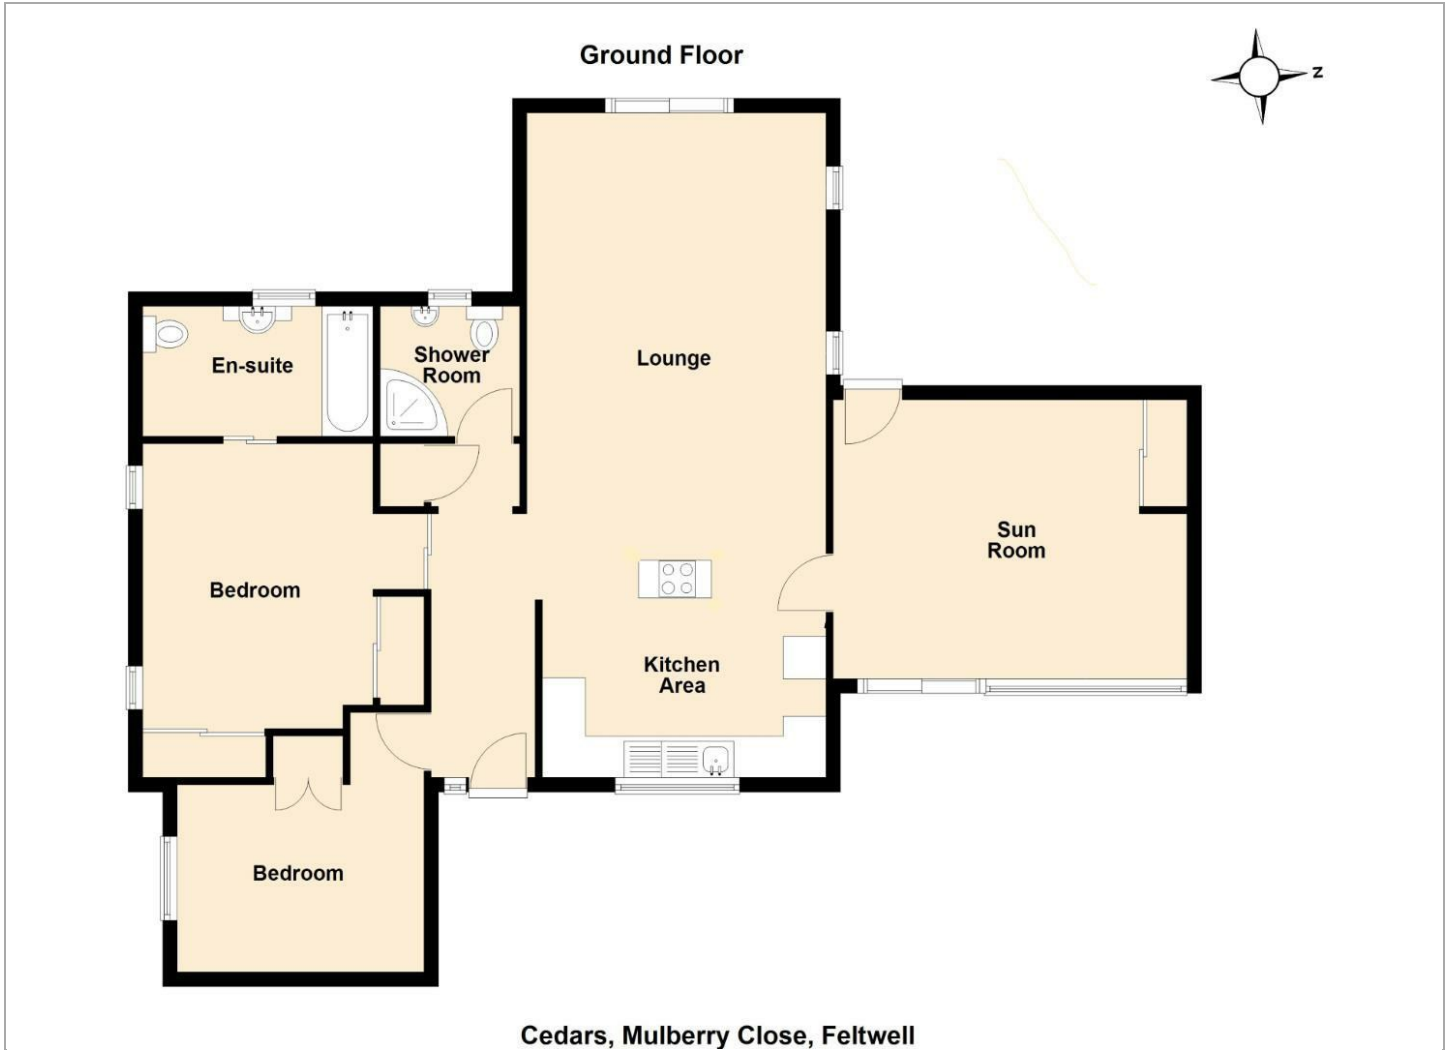 Ground Floor
N
En-suite
Shower
Room
Lounge
Bedroom
Sun
Room
Kitchen
Area
Bedroom
Cedars, Mulberry Close, Feltwell